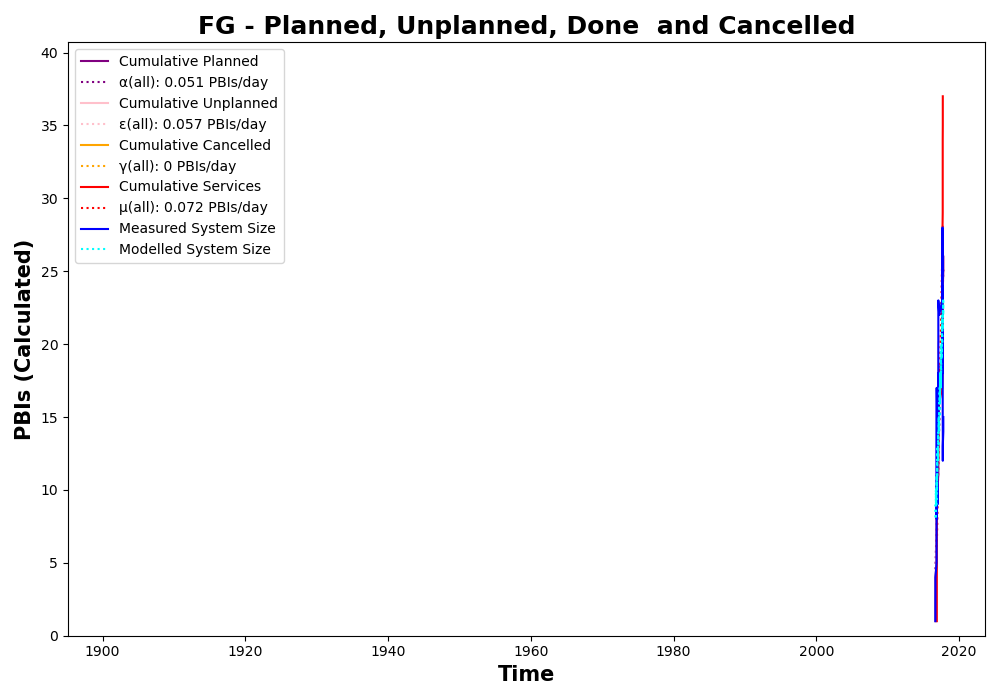 FG - Planned, Unplanned, Done  and Cancelled
40
35
30
25
20
15
10
5
0
PBIs (Calculated)
Cumulative Planned
α(all): 0.051 PBIs/day
Cumulative Unplanned
ε(all): 0.057 PBIs/day
Cumulative Cancelled
γ(all): 0 PBIs/day
Cumulative Services
μ(all): 0.072 PBIs/day
Measured System Size
Modelled System Size
1900 1920 1940 1960 1980 2000 2020
Time